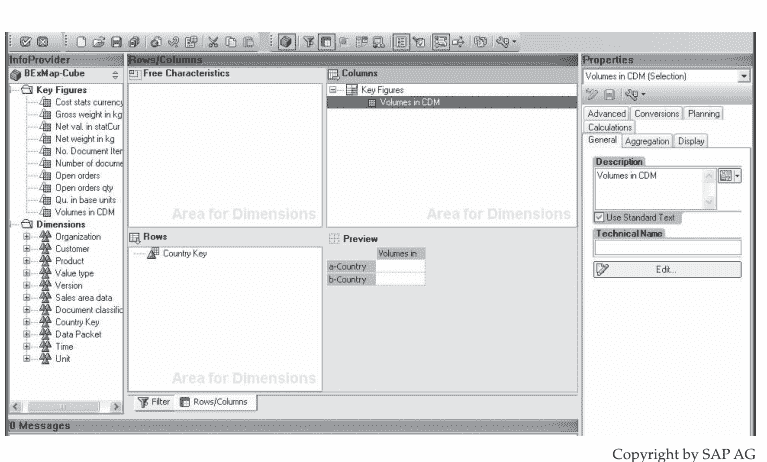 InfoProvider
BExMap-Cube
Key Figures
Cost stats currency
Gross weight in kg
Net val. in statCur
Net weight in kg
No. Document Iter
Number of docume
Open orders
Open orders qty
Qu. in base units
Volumes in CDM
Dimensions
Organization
Customer
Product
Value type
Version
Sales area data
Document classific
Country Key
Data Packet
Time
Unit
Rows/Columns
Free Characteristics
Area for Dimensions
Columns
Key Figures
Volumes in CDM
Area for Dimensions
Rows
Country Key
Area for Dimensions
Preview
Volumes in
a-Country
b-Country
Filter
Rows/Columns
Properties
Volumes in CDM (Selection)
Advanced Conversions Planning
Calculations
General Aggregation Display
Description
Volumes in CDM
Use Standard Text
Technical Name
Edit...
0 Messages
Copyright by SAP AG